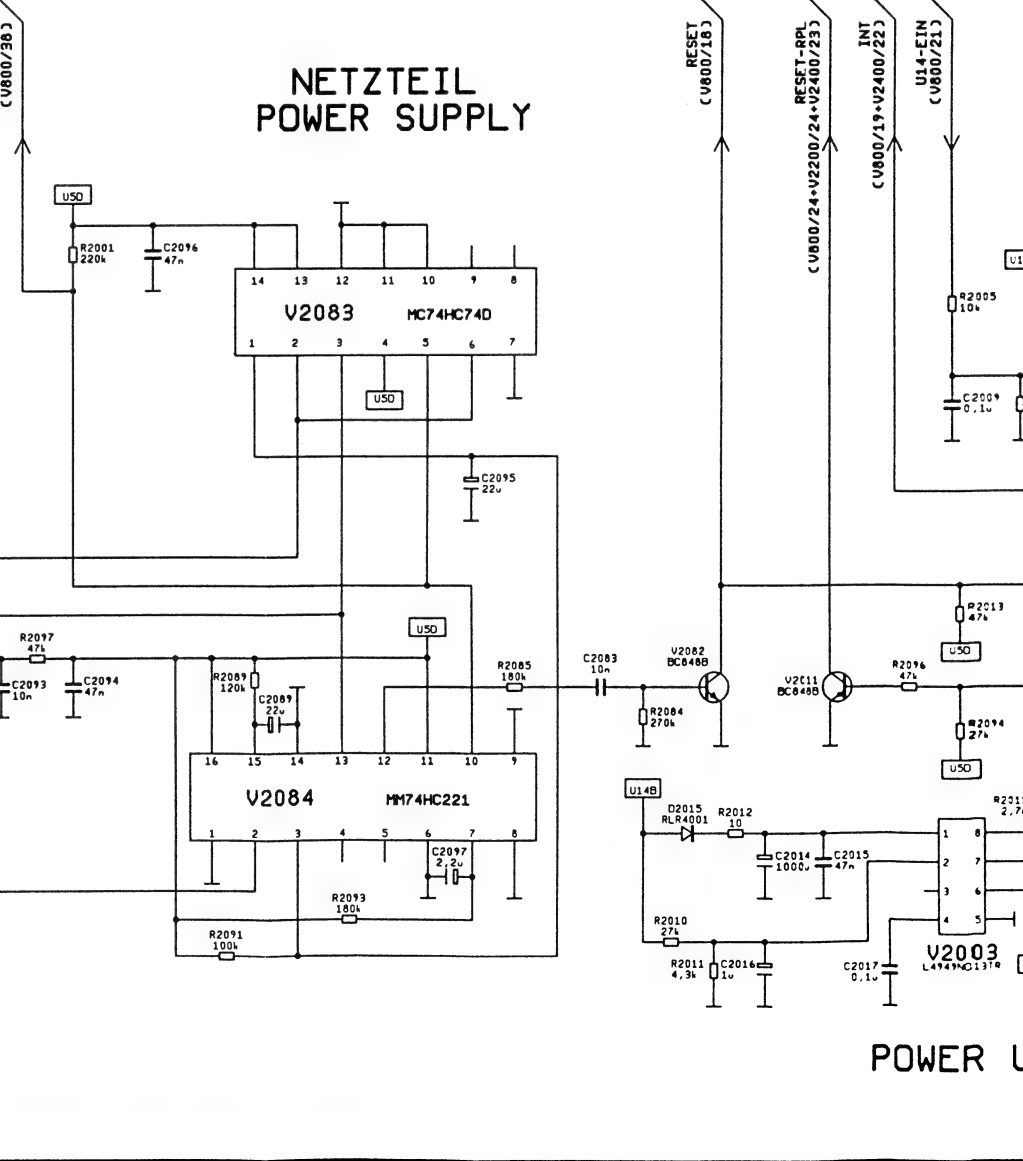 (V800/38)
NETZTEIL
POWER SUPPLY
RESET
(V800/18)
RESET-RPL
(V800/24+V2200/24+V2400/23)
INT
(V800/19+V2400/22)
U14-EIN
(V800/21)
U5D
R2001
220k
C2096
47n
14 13 12 11 10 9 8
V2083 MC74HC74D
1 2 3 4 5 6 7
U5D
U1
R2005
10k
C2009
0,1u
C2095
22u
U5D
R2097
47k
C2093
10n
C2094
47n
R2089
120k
C2089
22u
R2085
180k
C2083
10n
R2084
270k
V2082
BC848B
V2011
BC848B
R2096
47k
R2013
47k
U5D
R2094
27k
U5D
16 15 14 13 12 11 10 9
V2084 MM74HC221
1 2 3 4 5 6 7 8
C2097
2,2u
R2093
180k
R2091
100k
U14B
D2015
RLR4001
R2012
10
C2014
1000u
C2015
47n
R2010
27k
R2011
4,3k
C2016
1u
C2017
0,1u
1 8
2 7
3 6
4 5
V2003
L4949ND13TR
2,7k
POWER U